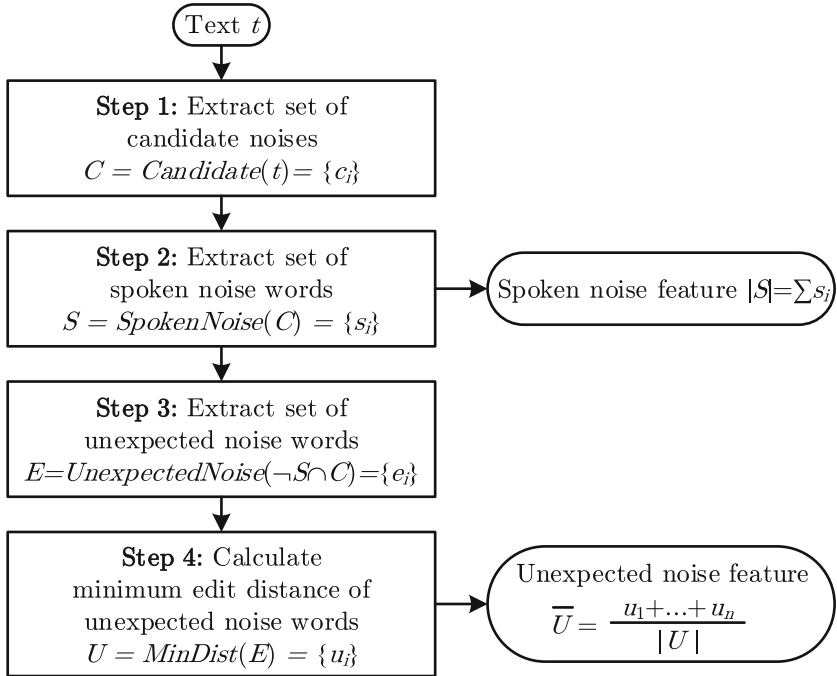 Text t
Step 1: Extract set of
candidate noises
C = Candidate(t)= {cᵢ}
Step 2: Extract set of
spoken noise words
S = SpokenNoise(C) = {sᵢ}
Spoken noise feature |S|=∑sᵢ
Step 3: Extract set of
unexpected noise words
E=UnexpectedNoise(¬S∩C)={eᵢ}
Step 4: Calculate
minimum edit distance of
unexpected noise words
U = MinDist(E) = {uᵢ}
Unexpected noise feature
U̅ = u₁+...+uₙ
|U|